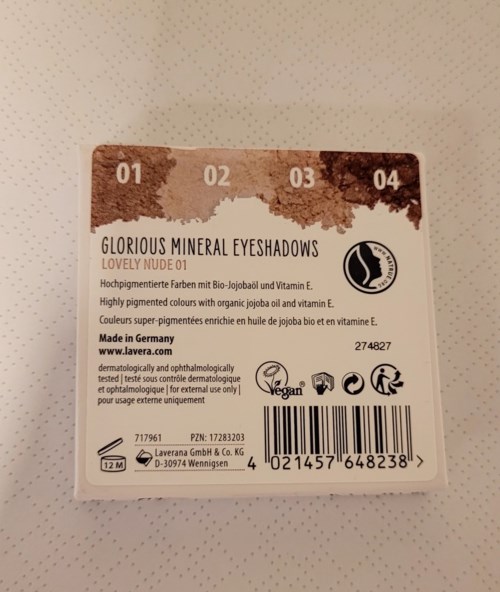 01 02 03 04
GLORIOUS MINERAL EYESHADOWS
LOVELY NUDE 01
Hochpigmentierte Farben mit Bio-Jojobaöl und Vitamin E.
Highly pigmented colours with organic jojoba oil and vitamin E.
Couleurs super-pigmentées enrichie en huile de jojoba bio et en vitamine E.
Made in Germany
www.lavera.com
274827
dermatologically and ophthalmologically
tested | testé sous contrôle dermatologique
et ophtalmologique | for external use only |
pour usage externe uniquement
Vegan
717961 PZN: 17283203
12 M
Laverana GmbH & Co. KG
D-30974 Wennigsen
4 021457 648238 >